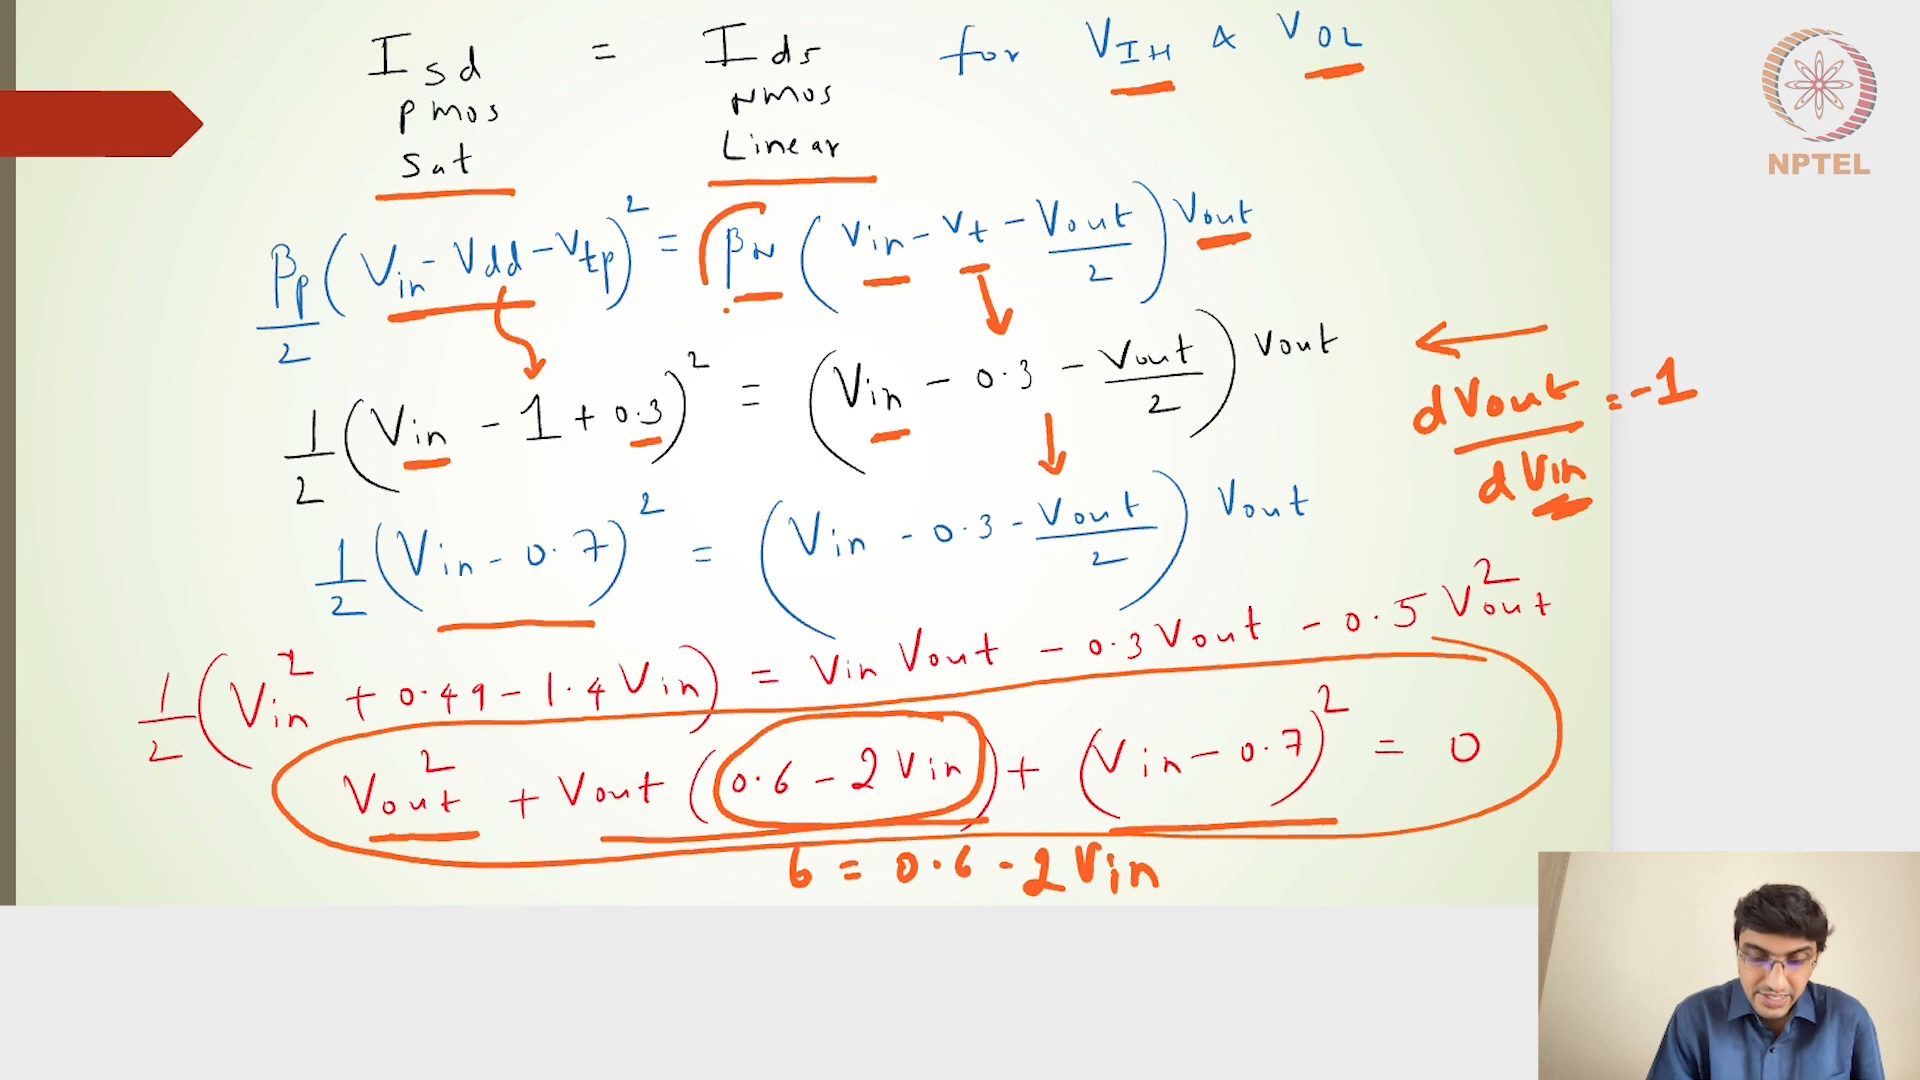 Isd = Ids for VIH & VOL
Pmos Nmos
Sat Linear
βp/2 (Vin - Vdd - Vtp)² = βN (Vin - Vt - Vout/2) Vout
1/2 (Vin - 1 + 0.3)² = (Vin - 0.3 - Vout/2) Vout
dVout/dVin = -1
1/2 (Vin - 0.7)² = (Vin - 0.3 - Vout/2) Vout
1/2 (Vin² + 0.49 - 1.4 Vin) = Vin Vout - 0.3 Vout - 0.5 Vout²
Vout² + Vout (0.6 - 2 Vin) + (Vin - 0.7)² = 0
b = 0.6 - 2 Vin
NPTEL